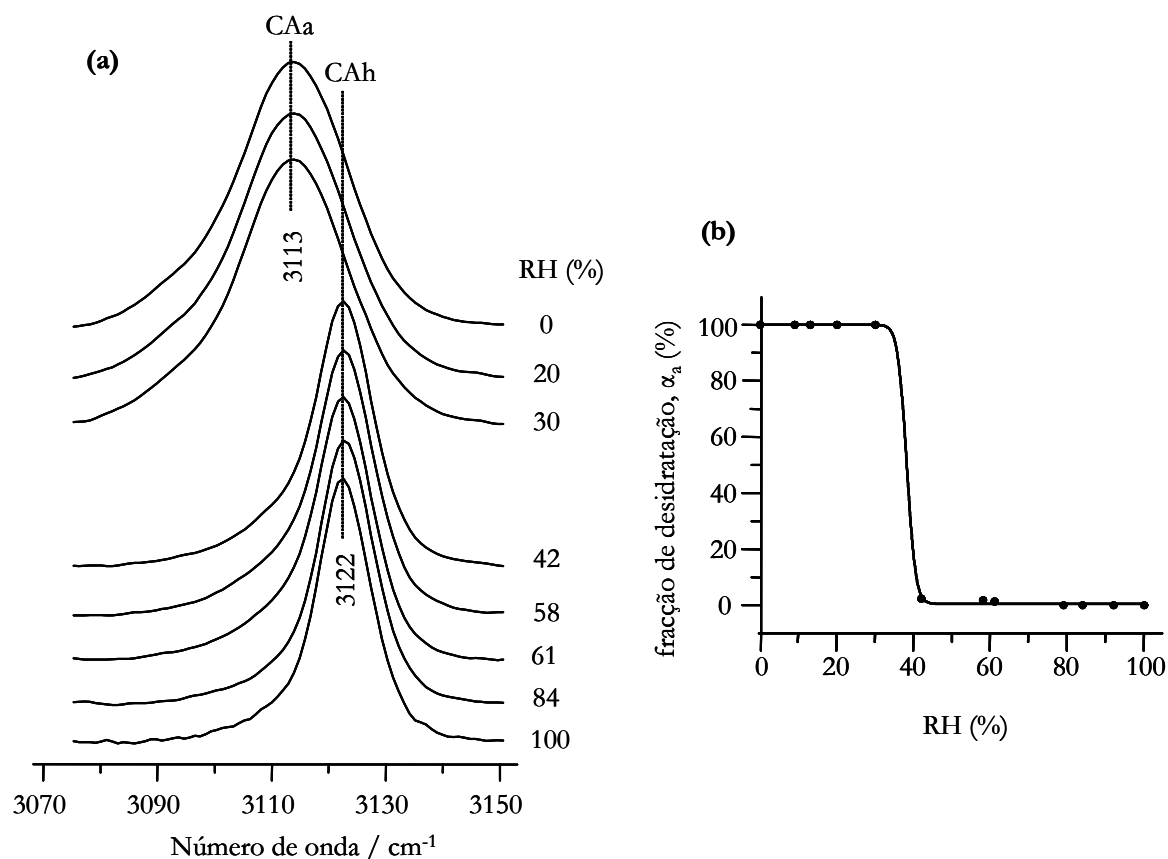 (a)
CAa
CAh
3113
3122
RH (%)
0
20
30
42
58
61
84
100
3070 3090 3110 3130 3150
Número de onda / cm-1
(b)
fracção de desidratação, αa (%)
100
80
60
40
20
0
0 20 40 60 80 100
RH (%)